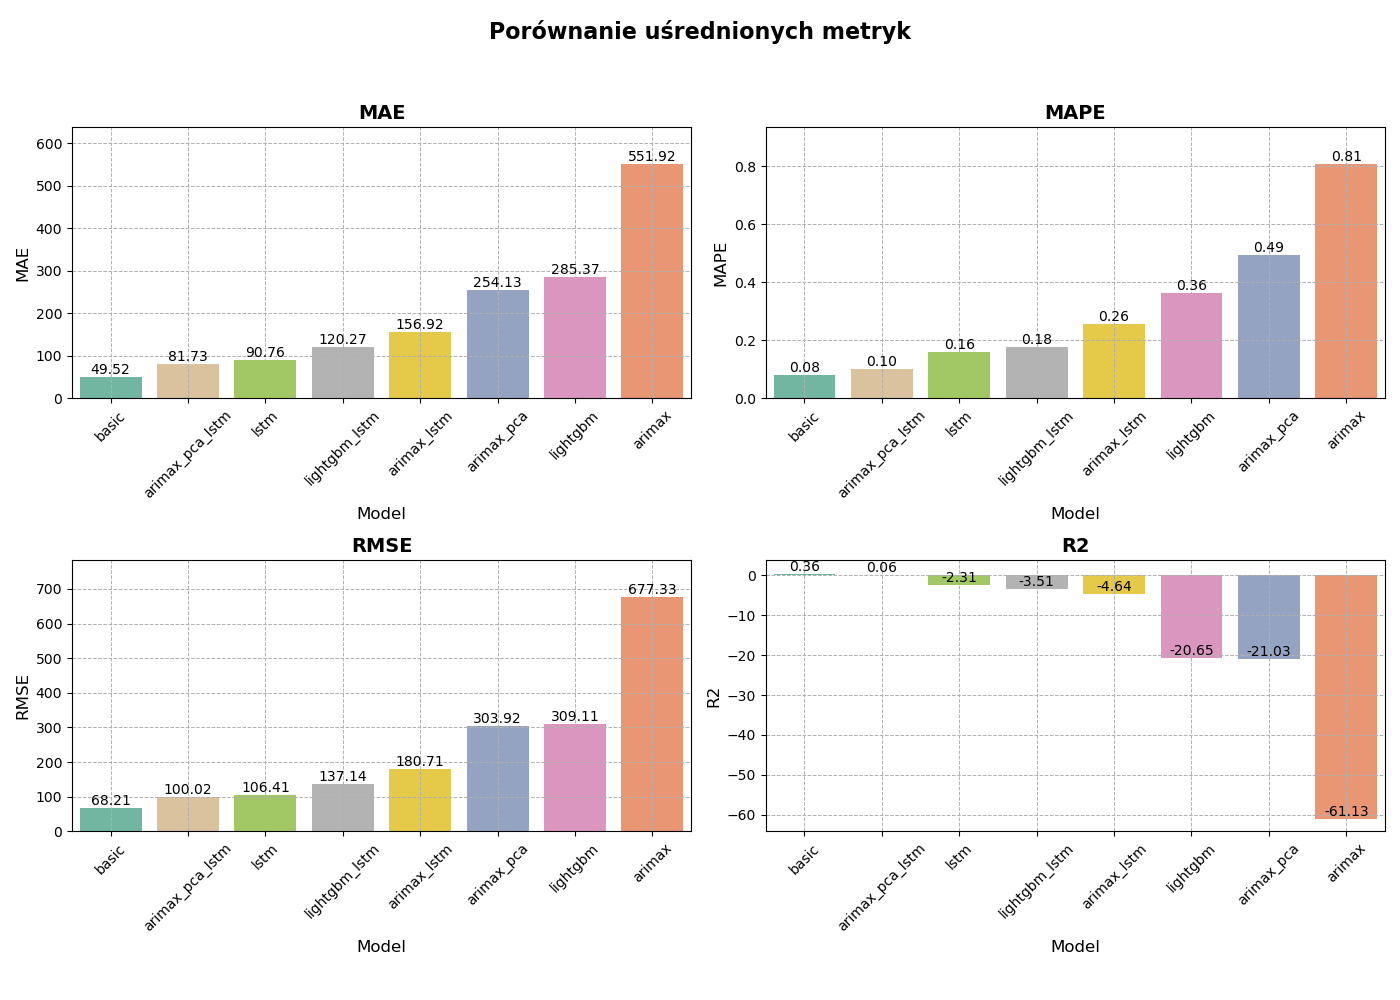 Porównanie uśrednionych metryk
MAE
MAE
600
500
400
300
200
100
0
49.52
81.73
90.76
120.27
156.92
254.13
285.37
551.92
basic
arimax_pca_lstm
lstm
lightgbm_lstm
arimax_lstm
arimax_pca
lightgbm
arimax
Model
MAPE
MAPE
0.8
0.6
0.4
0.2
0.0
0.08
0.10
0.16
0.18
0.26
0.36
0.49
0.81
basic
arimax_pca_lstm
lstm
lightgbm_lstm
arimax_lstm
lightgbm
arimax_pca
arimax
Model
RMSE
RMSE
700
600
500
400
300
200
100
0
68.21
100.02
106.41
137.14
180.71
303.92
309.11
677.33
basic
arimax_pca_lstm
lstm
lightgbm_lstm
arimax_lstm
arimax_pca
lightgbm
arimax
Model
R2
R2
0
−10
−20
−30
−40
−50
−60
0.36
0.06
-2.31
-3.51
-4.64
-20.65
-21.03
-61.13
basic
arimax_pca_lstm
lstm
lightgbm_lstm
arimax_lstm
lightgbm
arimax_pca
arimax
Model